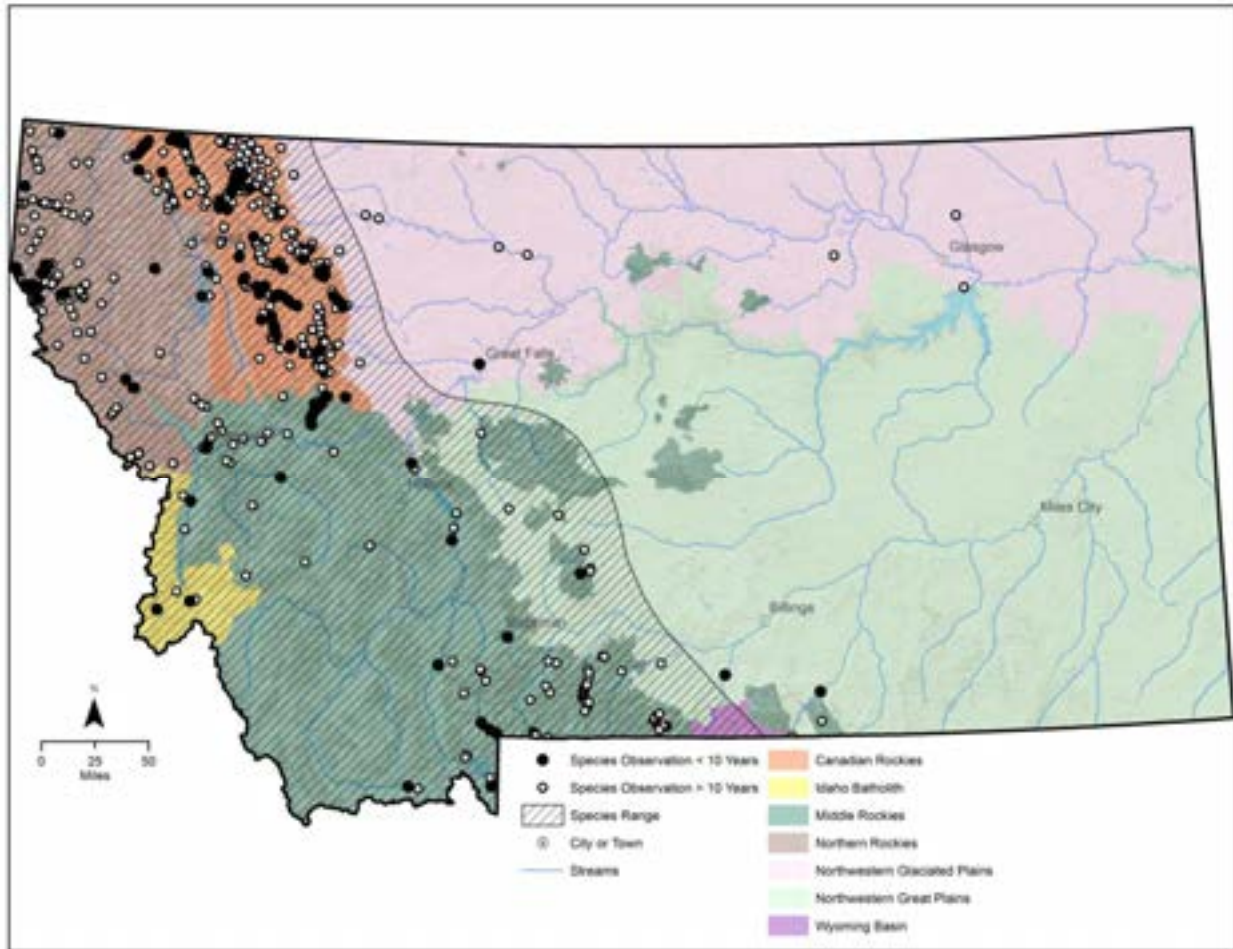 Glasgow
Great Falls
Miles City
Billings
Bozeman
N
0 25 50
Miles
Species Observation < 10 Years
Species Observation > 10 Years
Species Range
City or Town
Streams
Canadian Rockies
Idaho Batholith
Middle Rockies
Northern Rockies
Northwestern Glaciated Plains
Northwestern Great Plains
Wyoming Basin